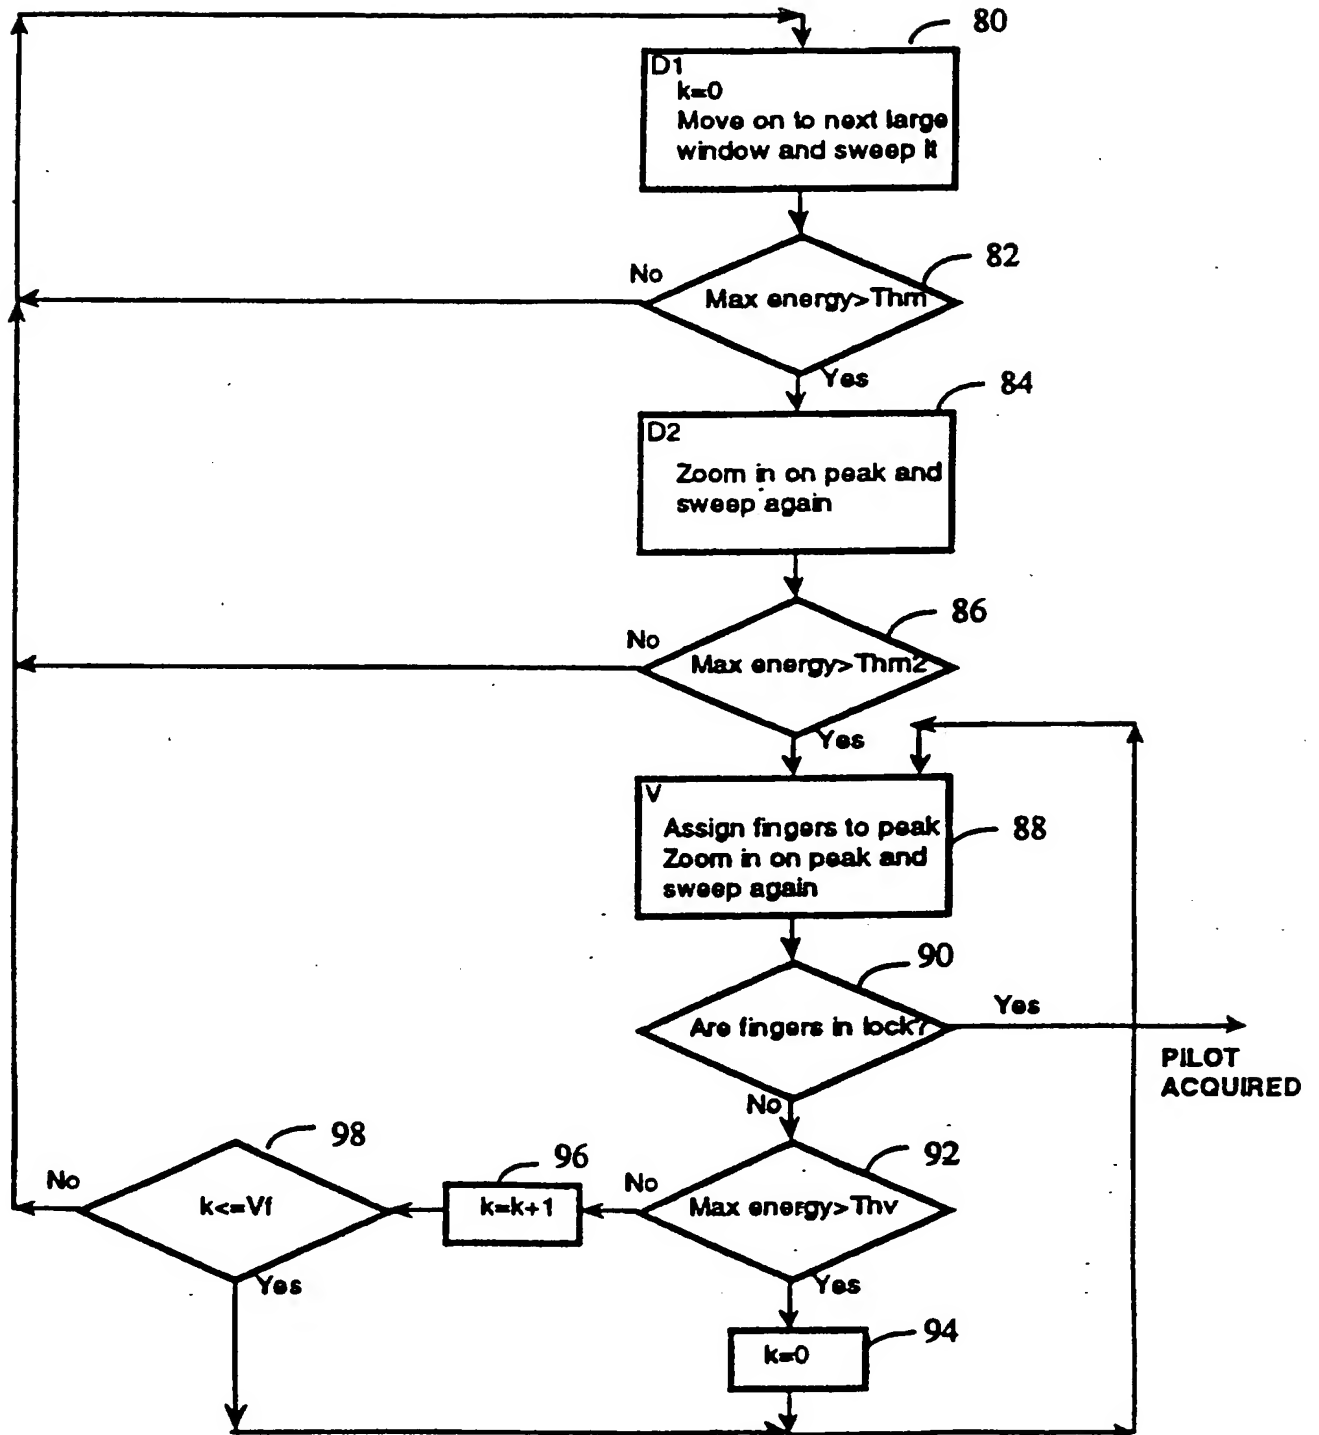 80
D1
k=0
Move on to next large
window and sweep it
82
No
Max energy>Thm
Yes
84
D2
Zoom in on peak and
sweep again
86
No
Max energy>Thm2
Yes
V
Assign fingers to peak
Zoom in on peak and
sweep again
88
90
Yes
Are fingers in lock?
PILOT
ACQUIRED
No
98
96
92
No
k<=Vf
k=k+1
No
Max energy>Thv
Yes
Yes
94
k=0